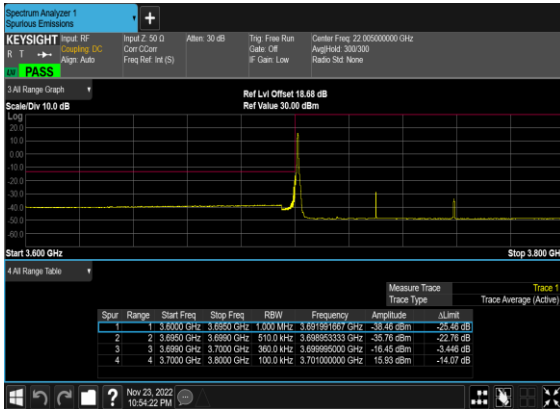 Spectrum Analyzer 1
Spurious Emissions
+
KEYSIGHT Input: RF Input Z: 50 Ω Atten: 30 dB Trig: Free Run Center Freq: 22.005000000 GHz
R T Coupling: DC Corr CCorr Gate: Off Avg|Hold: 300/300
Align: Auto Freq Ref: Int (S) IF Gain: Low Radio Std: None
PASS
3 All Range Graph
Ref Lvl Offset 18.68 dB
Scale/Div 10.0 dB Ref Value 30.00 dBm
Log
20.0
10.0
0.00
-10.0
-20.0
-30.0
-40.0
-50.0
-60.0
Start 3.600 GHz Stop 3.800 GH
4 All Range Table
Measure Trace Trace 1
Trace Type Trace Average (Active)
Spur Range Start Freq Stop Freq RBW Frequency Amplitude ΔLimit
1 1 3.6000 GHz 3.6950 GHz 1.000 MHz 3.691991667 GHz -38.46 dBm -25.46 dB
2 2 3.6950 GHz 3.6990 GHz 510.0 kHz 3.698953333 GHz -35.76 dBm -22.76 dB
3 3 3.6990 GHz 3.7000 GHz 360.0 kHz 3.699995000 GHz -16.45 dBm -3.446 dB
4 4 3.7000 GHz 3.8000 GHz 100.0 kHz 3.701000000 GHz 15.93 dBm -14.07 dB
?
Nov 23, 2022
10:54:22 PM